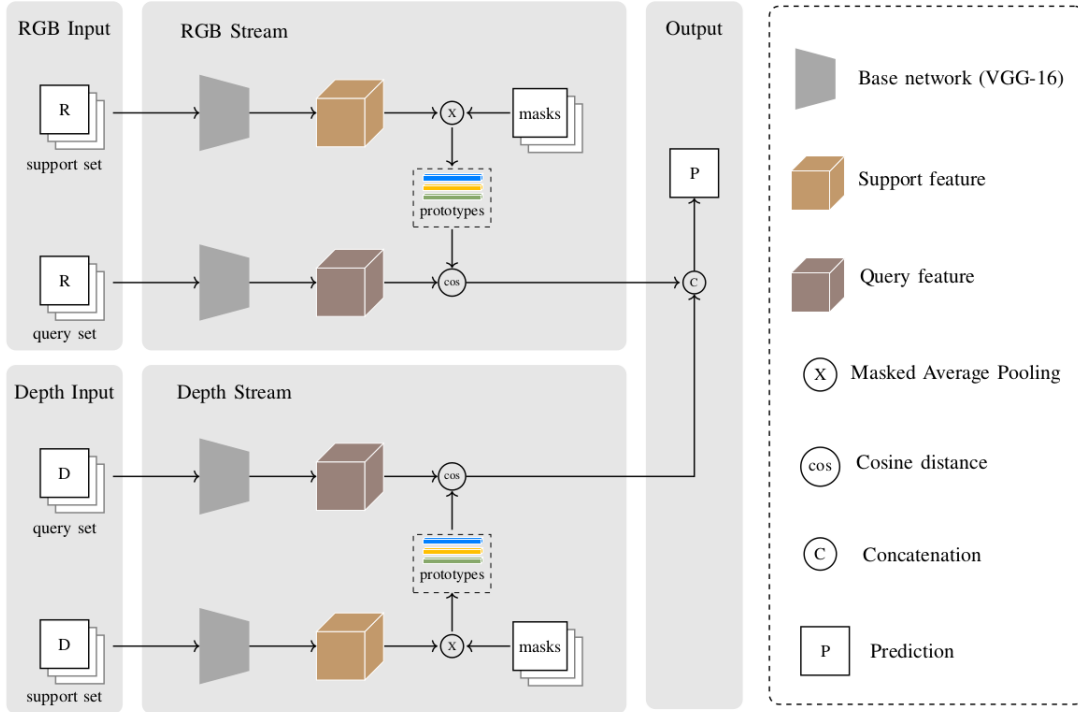 RGB Input
RGB Stream
Output
R
support set
X
masks
prototypes
P
R
query set
cos
C
Depth Input
Depth Stream
D
query set
cos
prototypes
D
support set
X
masks
Base network (VGG-16)
Support feature
Query feature
X Masked Average Pooling
cos Cosine distance
C Concatenation
P Prediction